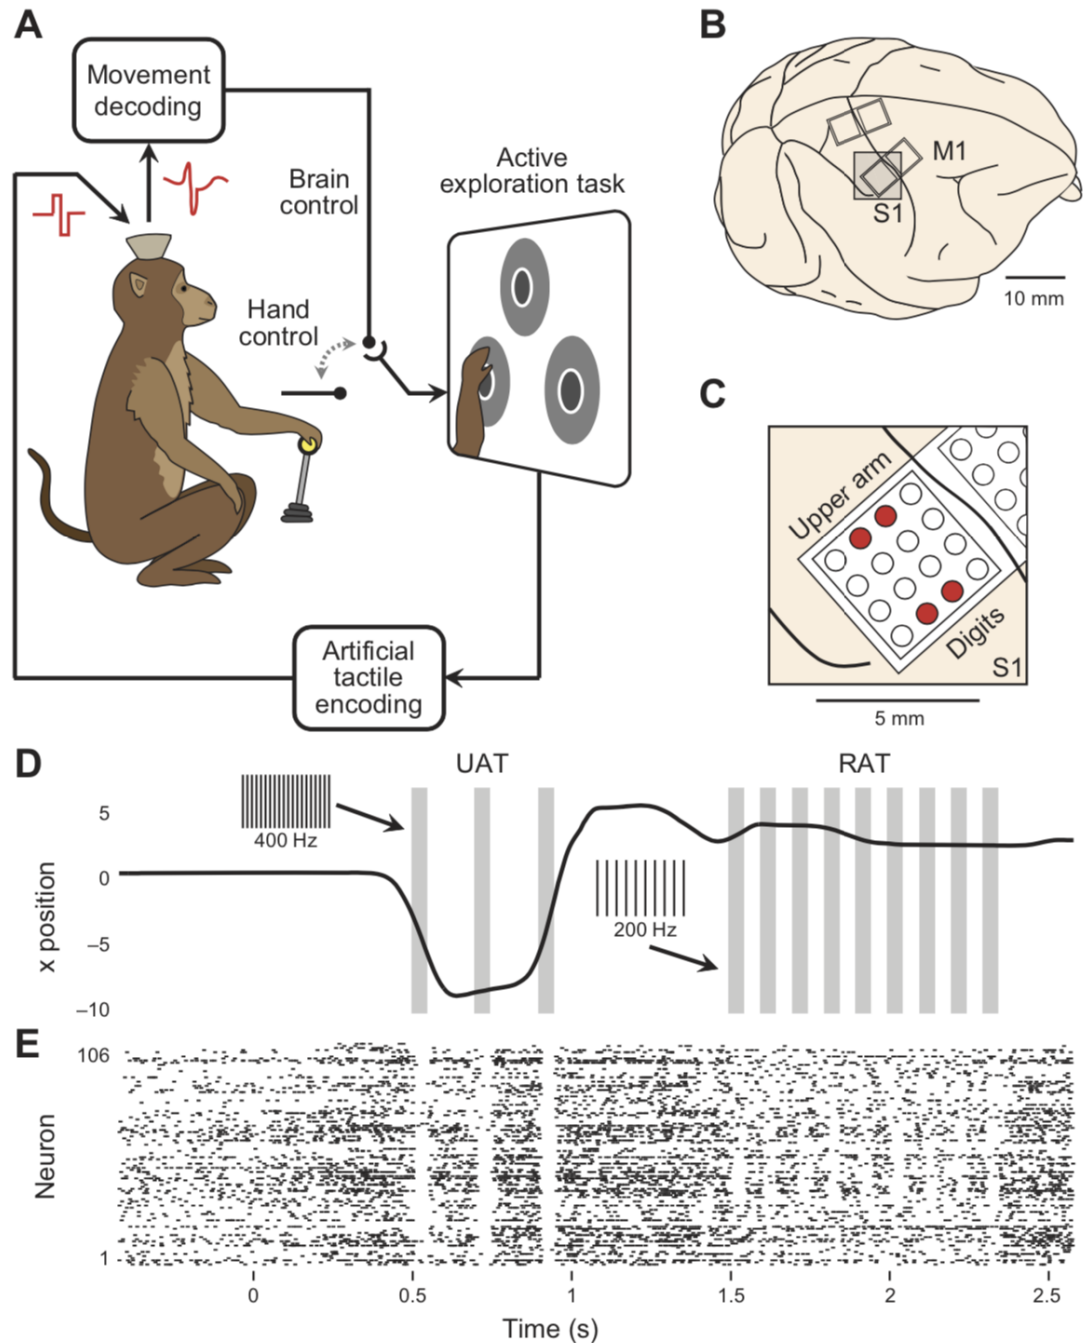 A
Movement
decoding
Brain
control
Active
exploration task
Hand
control
Artificial
tactile
encoding
B
M1
S1
10 mm
C
Upper arm
Digits
S1
5 mm
D
UAT
RAT
400 Hz
200 Hz
x position
5
0
–5
–10
E
Neuron
106
1
0
0.5
1
1.5
2
2.5
Time (s)